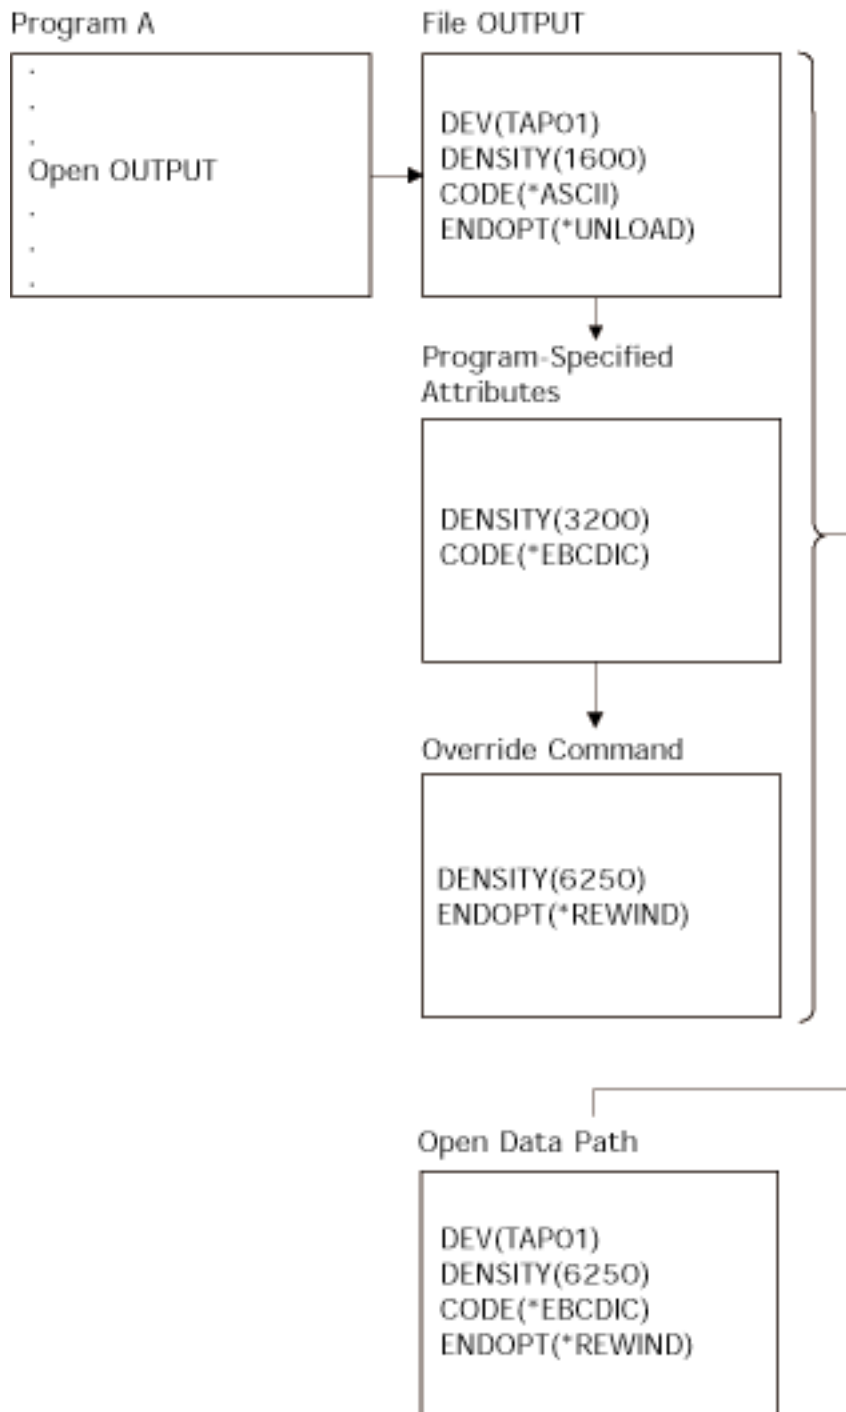 Program A
.
.
.
Open OUTPUT
.
.
.
File OUTPUT
DEV(TAP01)
DENSITY(1600)
CODE(*ASCII)
ENDOPT(*UNLOAD)
Program-Specified
Attributes
DENSITY(3200)
CODE(*EBCDIC)
Override Command
DENSITY(6250)
ENDOPT(*REWIND)
Open Data Path
DEV(TAP01)
DENSITY(6250)
CODE(*EBCDIC)
ENDOPT(*REWIND)